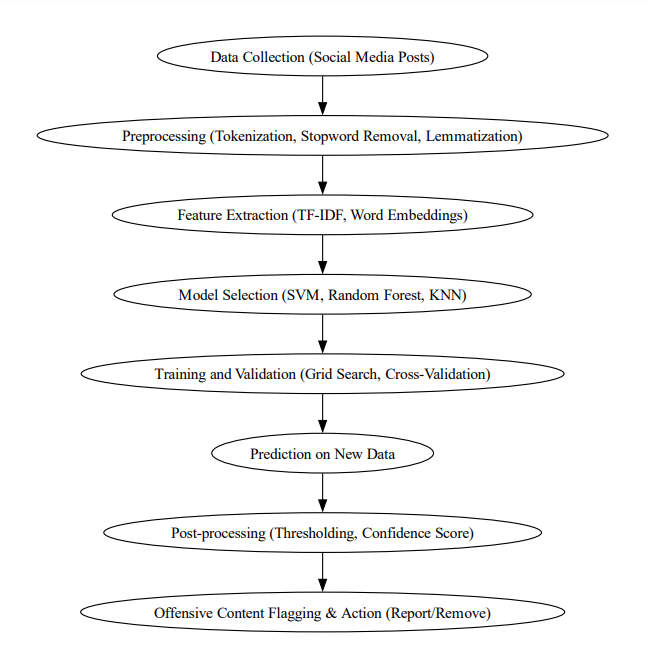 Data Collection (Social Media Posts)
Preprocessing (Tokenization, Stopword Removal, Lemmatization)
Feature Extraction (TF-IDF, Word Embeddings)
Model Selection (SVM, Random Forest, KNN)
Training and Validation (Grid Search, Cross-Validation)
Prediction on New Data
Post-processing (Thresholding, Confidence Score)
Offensive Content Flagging & Action (Report/Remove)